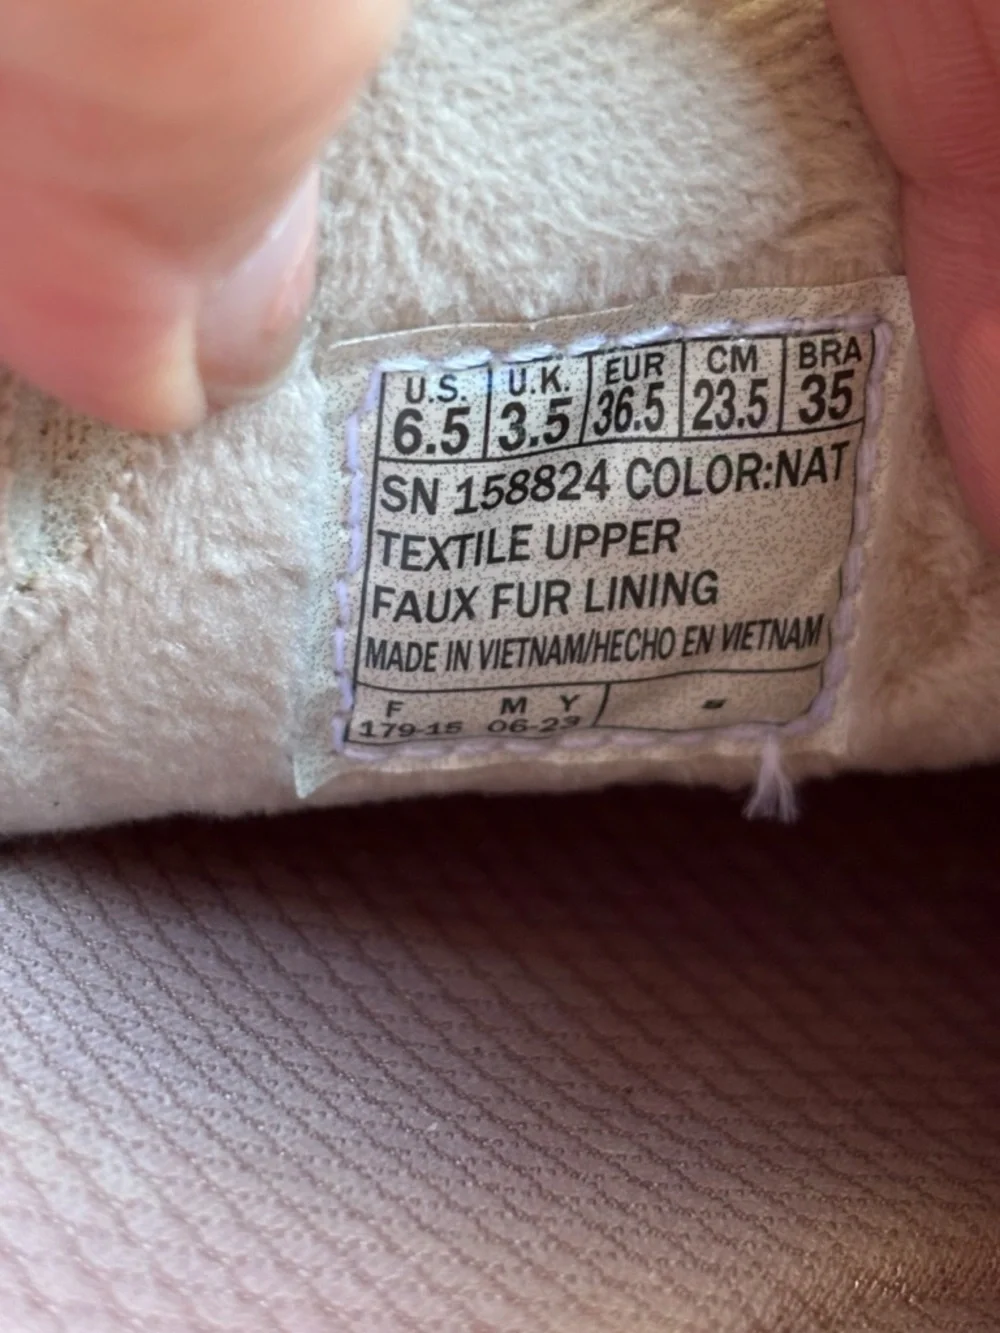 U.S. U.K. EUR CM BRA
6.5 3.5 36.5 23.5 35
SN 158824 COLOR:NAT
TEXTILE UPPER
FAUX FUR LINING
MADE IN VIETNAM/HECHO EN VIETNAM
F M Y
179-15 06-23